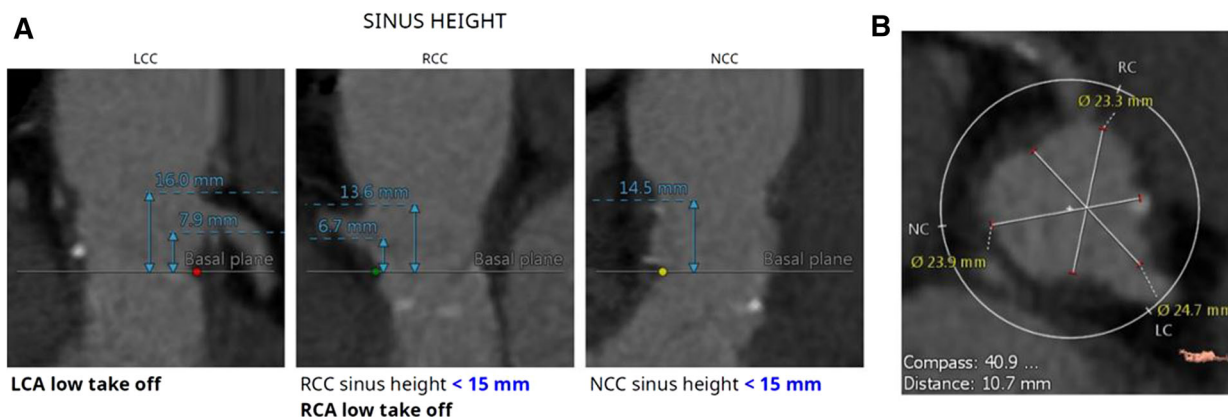 A
SINUS HEIGHT
B
LCC
RCC
NCC
16.0 mm
7.9 mm
Basal plane
13.6 mm
6.7 mm
Basal plane
14.5 mm
Basal plane
LCA low take off
RCC sinus height < 15 mm
RCA low take off
NCC sinus height < 15 mm
RC
Ø 23.3 mm
NC
Ø 23.9 mm
Ø 24.7 mm
LC
Compass: 40.9 ...
Distance: 10.7 mm